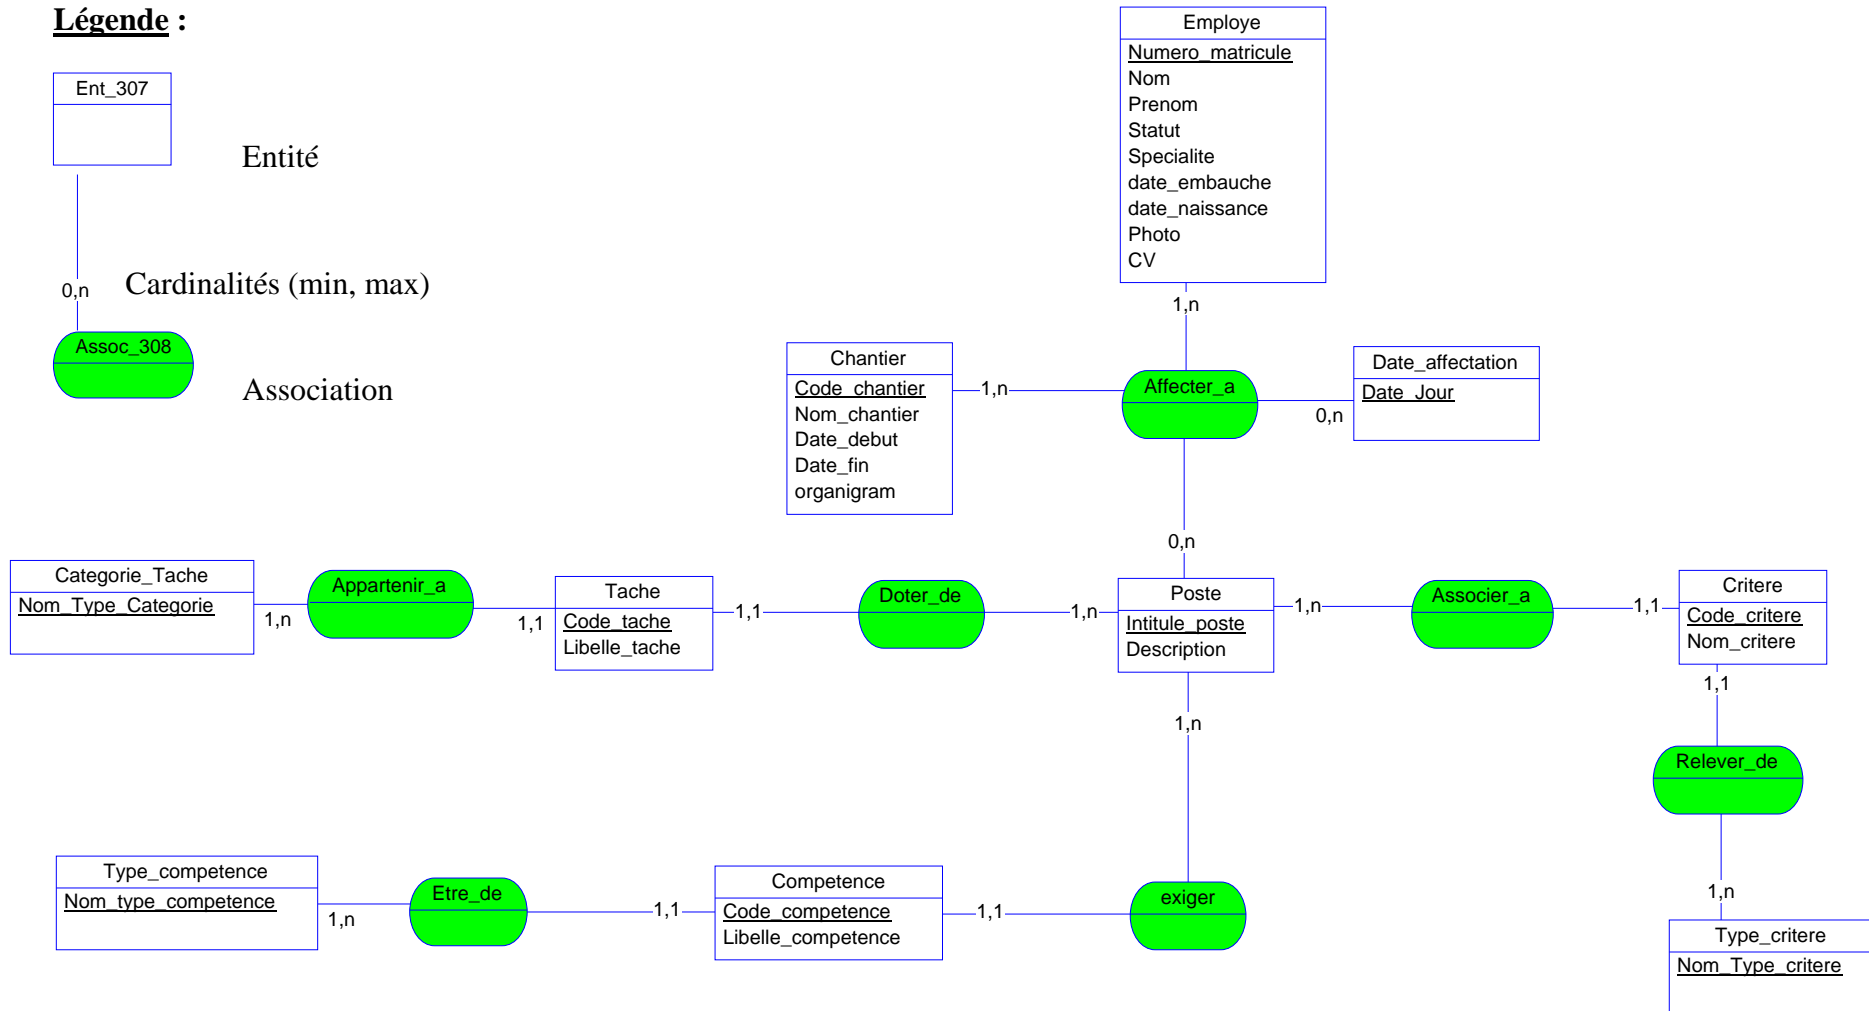 Légende :
Ent_307
Entité
0,n
Cardinalités (min, max)
Assoc_308
Association
Employe
Numero_matricule
Nom
Prenom
Statut
Specialite
date_embauche
date_naissance
Photo
CV
1,n
Chantier
Code_chantier
Nom_chantier
Date_debut
Date_fin
organigram
1,n
Affecter_a
0,n
Date_affectation
Date_Jour
0,n
Categorie_Tache
Nom_Type_Categorie
1,n
Appartenir_a
1,1
Tache
Code_tache
Libelle_tache
1,1
Doter_de
1,n
Poste
Intitule_poste
Description
1,n
Associer_a
1,1
Critere
Code_critere
Nom_critere
1,1
1,n
Relever_de
1,n
Type_critere
Nom_Type_critere
Type_competence
Nom_type_competence
1,n
Etre_de
1,1
Competence
Code_competence
Libelle_competence
1,1
exiger